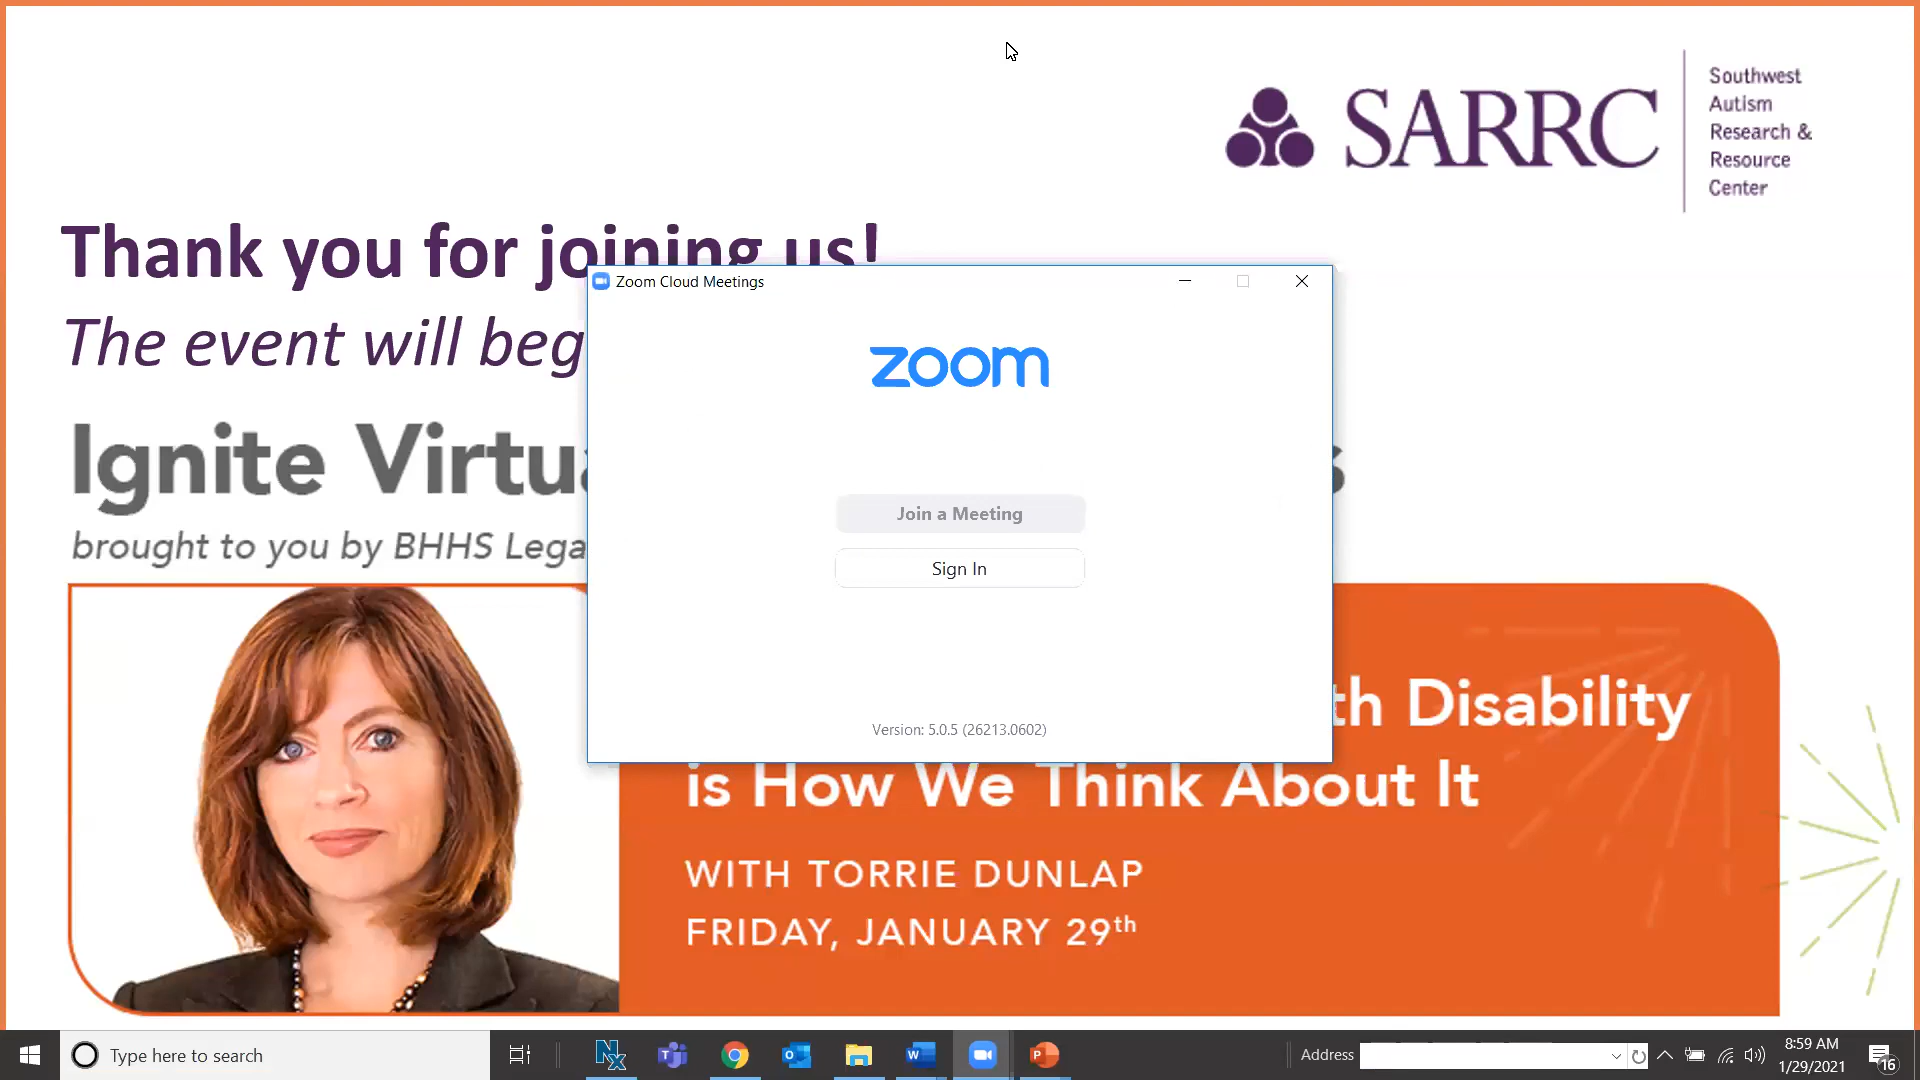 SARRC
Southwest
Autism
Research &
Resource
Center
Thank you for joining us!
The event will beg
Zoom Cloud Meetings
zoom
Ignite Virtu
Join a Meeting
brought to you by BHHS Lega
Sign In
th Disability
Version: 5.0.5 (26213.0602)
is How We Think About It
WITH TORRIE DUNLAP
FRIDAY, JANUARY 29th
Type here to search
Address
8:59 AM
1/29/2021
16